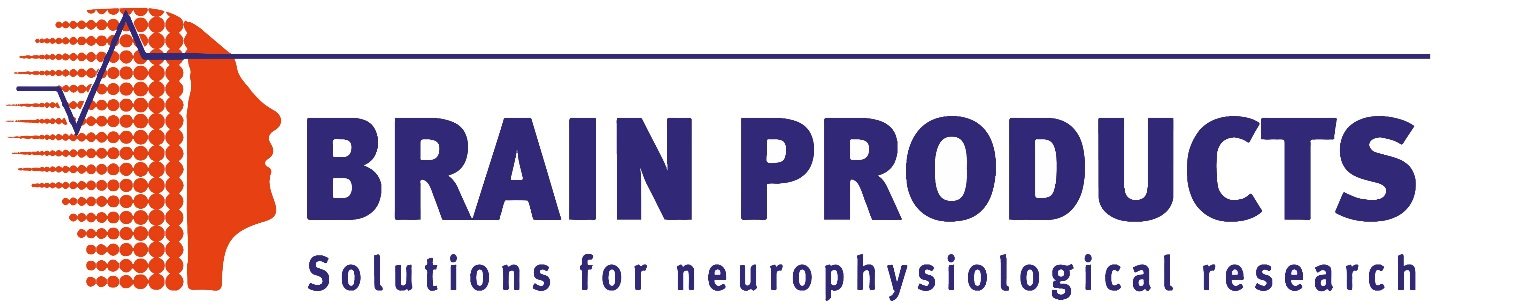 BRAIN PRODUCTS
Solutions for neurophysiological research